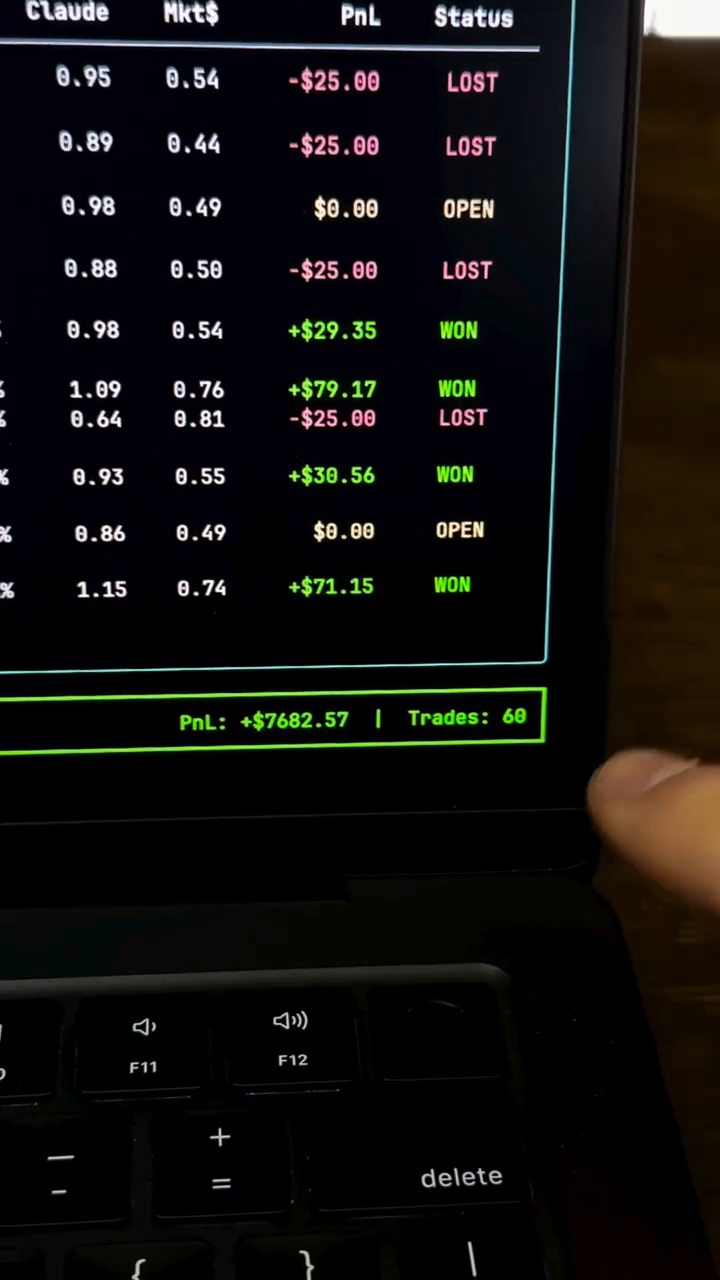 Claude Mkt$ PnL Status
0.95 0.54 -$25.00 LOST
0.89 0.44 -$25.00 LOST
0.98 0.49 $0.00 OPEN
0.88 0.50 -$25.00 LOST
0.98 0.54 +$29.35 WON
% 1.09 0.76 +$79.17 WON
% 0.64 0.81 -$25.00 LOST
% 0.93 0.55 +$30.56 WON
% 0.86 0.49 $0.00 OPEN
% 1.15 0.74 +$71.15 WON
PnL: +$7682.57 | Trades: 60
F11 F12
— +
- =
delete
{ } |